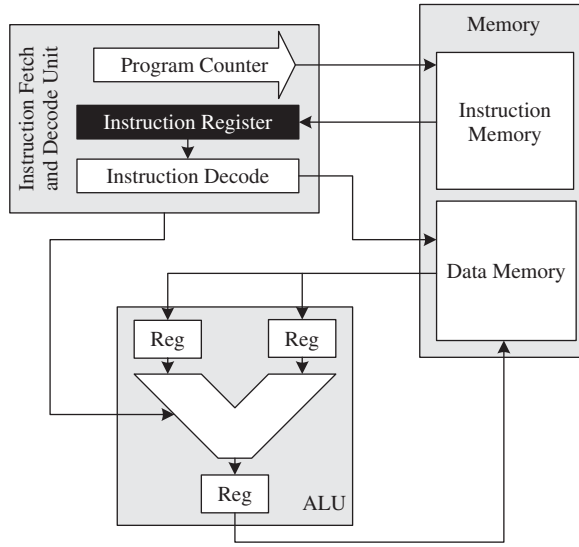 Instruction Fetch
and Decode Unit
Program Counter
Instruction Register
Instruction Decode
Memory
Instruction
Memory
Data Memory
Reg
Reg
Reg
ALU